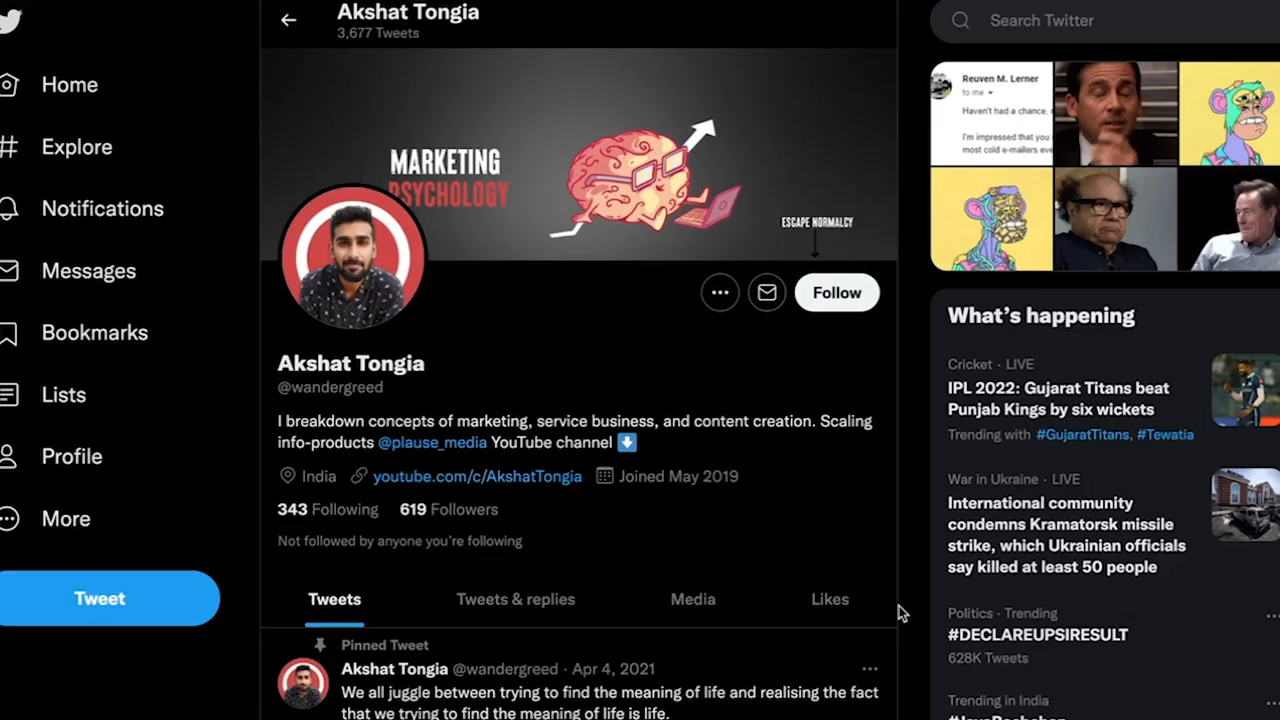 Akshat Tongia
3,677 Tweets
Search Twitter
Home
Explore
Notifications
Messages
Bookmarks
Lists
Profile
More
Tweet
MARKETING
PSYCHOLOGY
ESCAPE NORMALCY
Follow
Akshat Tongia
@wandergreed
I breakdown concepts of marketing, service business, and content creation. Scaling
info-products @plause_media YouTube channel
India youtube.com/c/AkshatTongia Joined May 2019
343 Following 619 Followers
Not followed by anyone you're following
Tweets Tweets & replies Media Likes
Pinned Tweet
Akshat Tongia @wandergreed · Apr 4, 2021
We all juggle between trying to find the meaning of life and realising the fact
that we trying to find the meaning of life is life.
Reuven M. Lerner
to me
Haven't had a chance,
I'm impressed that you
most cold e-mailers eve
What's happening
Cricket · LIVE
IPL 2022: Gujarat Titans beat
Punjab Kings by six wickets
Trending with #GujaratTitans, #Tewatia
War in Ukraine · LIVE
International community
condemns Kramatorsk missile
strike, which Ukrainian officials
say killed at least 50 people
Politics · Trending
#DECLAREUPSIRESULT
628K Tweets
Trending in India